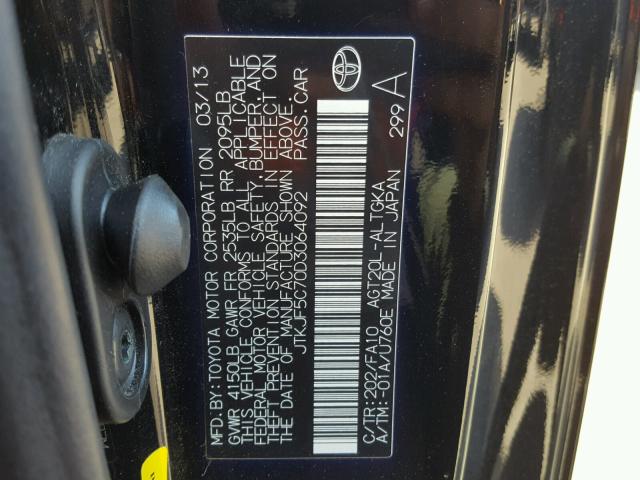 MFD.BY:TOYOTA MOTOR CORPORATION 03/13
GVWR 4150LB GAWR FR 2535LB RR 2095LB
THIS VEHICLE CONFORMS TO ALL APPLICABLE
FEDERAL MOTOR VEHICLE SAFETY, BUMPER, AND
THEFT PREVENTION STANDARDS IN EFFECT ON
THE DATE OF MANUFACTURE SHOWN ABOVE.
JTKJF5C70D3064092 PASS.CAR
C/TR:202/FA10 AGT20L-ALTGKA
A/TM:-01A/U760E MADE IN JAPAN
299 A